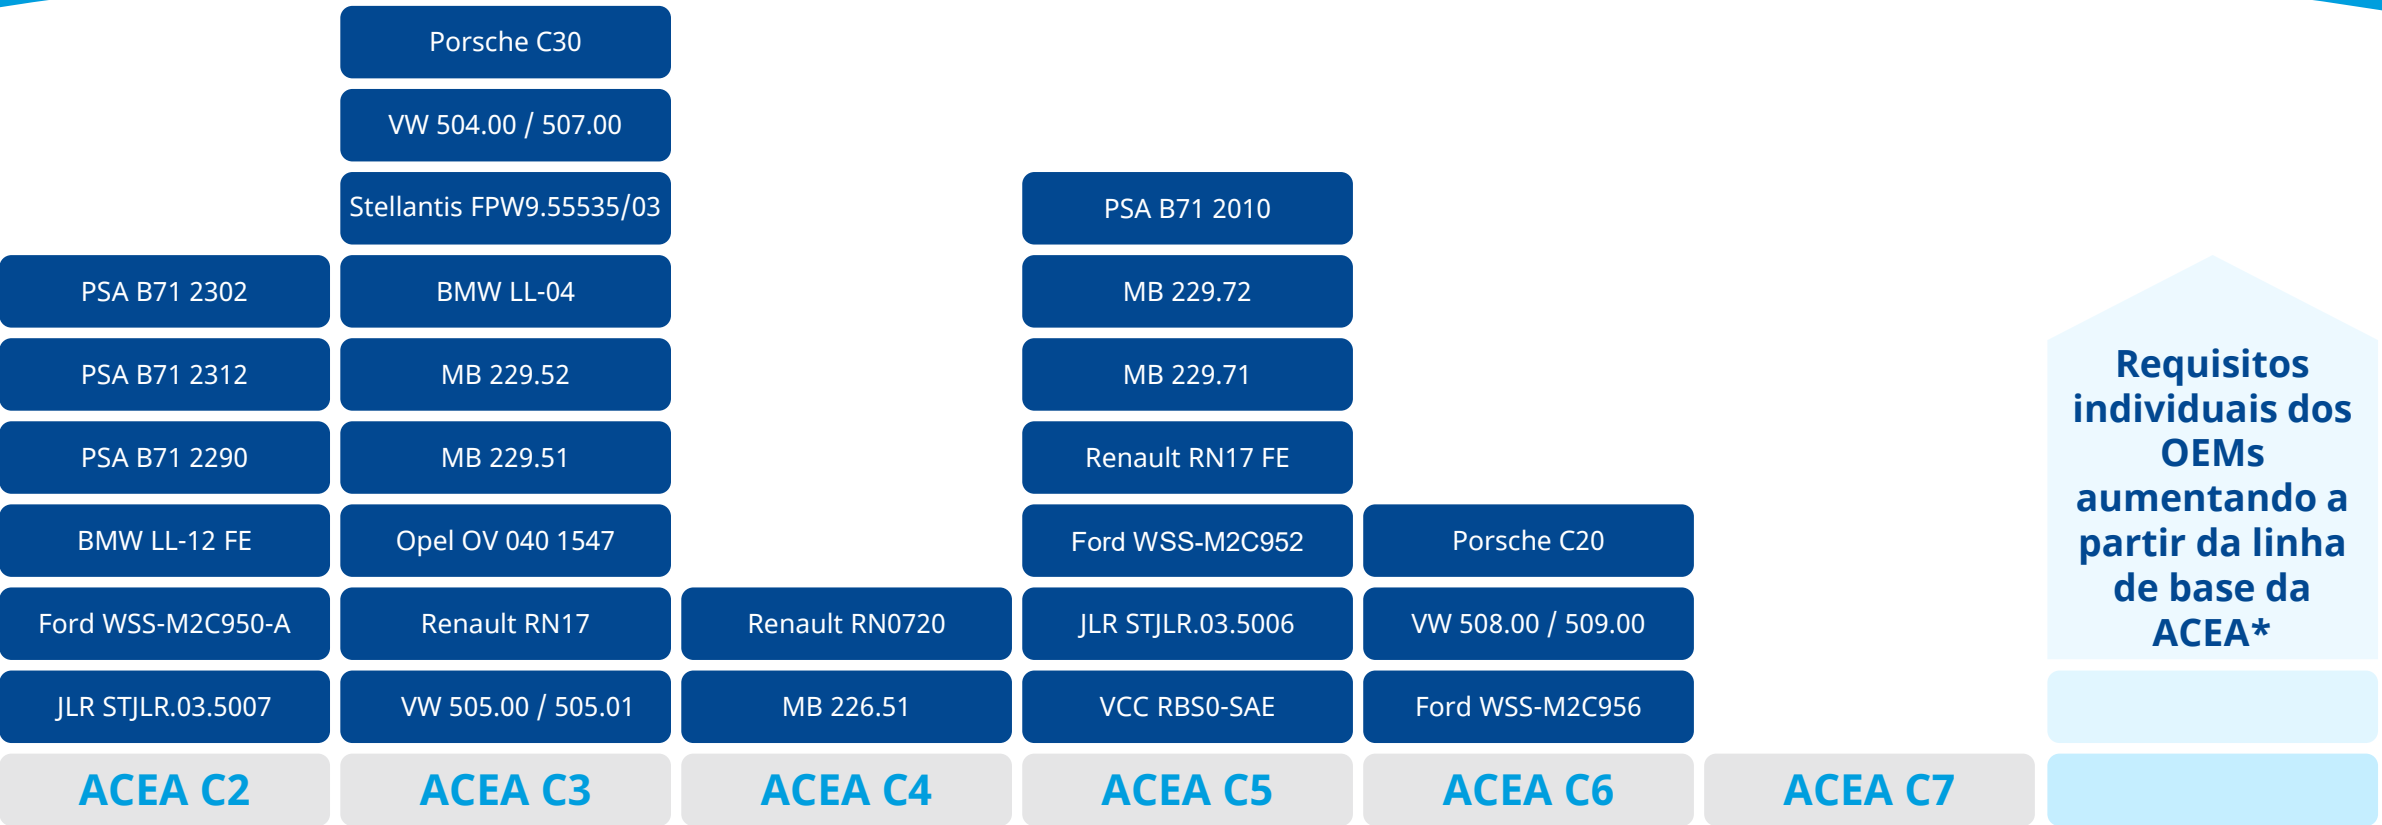 Porsche C30
VW 504.00 / 507.00
Stellantis FPW9.55535/03
PSA B71 2010
PSA B71 2302
BMW LL-04
MB 229.72
PSA B71 2312
MB 229.52
MB 229.71
PSA B71 2290
MB 229.51
Renault RN17 FE
BMW LL-12 FE
Opel OV 040 1547
Ford WSS-M2C952
Porsche C20
Ford WSS-M2C950-A
Renault RN17
Renault RN0720
JLR STJLR.03.5006
VW 508.00 / 509.00
JLR STJLR.03.5007
VW 505.00 / 505.01
MB 226.51
VCC RBS0-SAE
Ford WSS-M2C956
ACEA C2
ACEA C3
ACEA C4
ACEA C5
ACEA C6
ACEA C7
Requisitos
individuais dos
OEMs
aumentando a
partir da linha
de base da
ACEA*